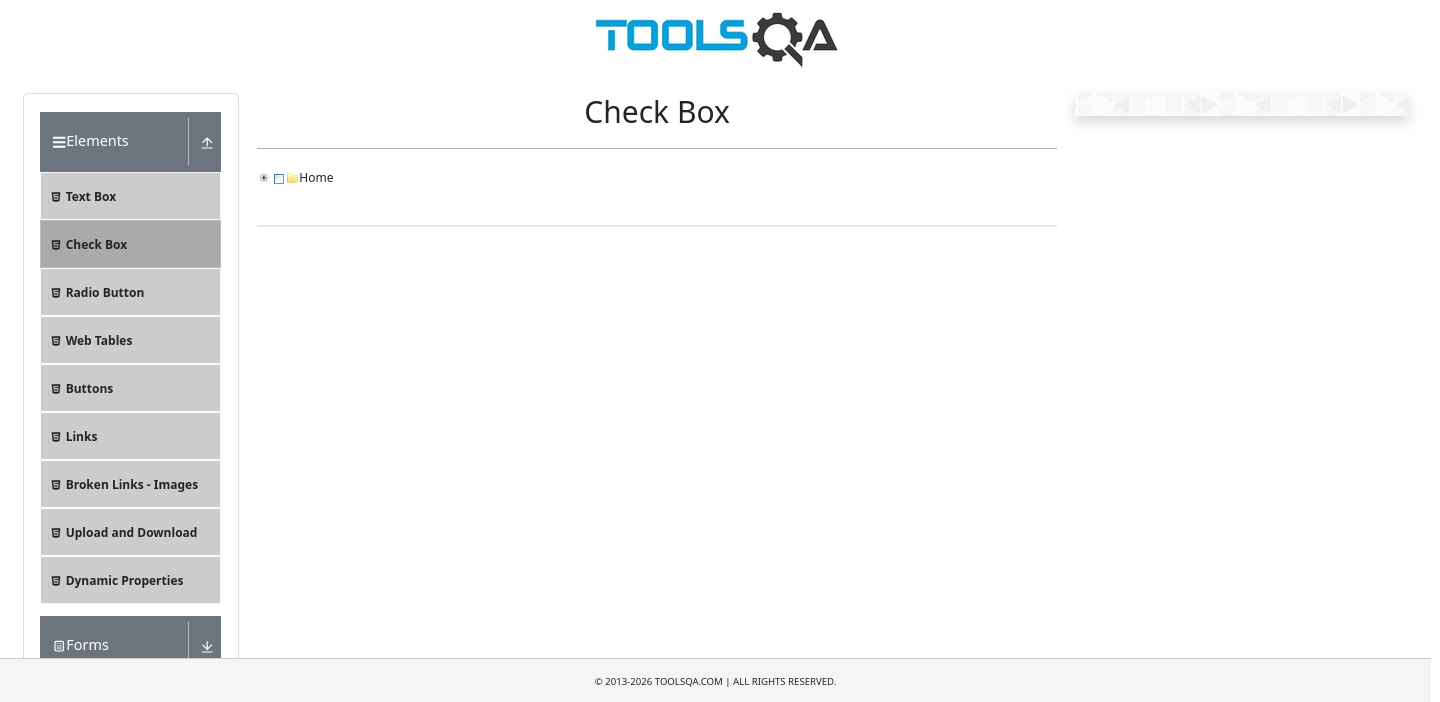 TOOLSQA
Elements
Text Box
Check Box
Radio Button
Web Tables
Buttons
Links
Broken Links - Images
Upload and Download
Dynamic Properties
Forms
Check Box
Home
© 2013-2026 TOOLSQA.COM | ALL RIGHTS RESERVED.